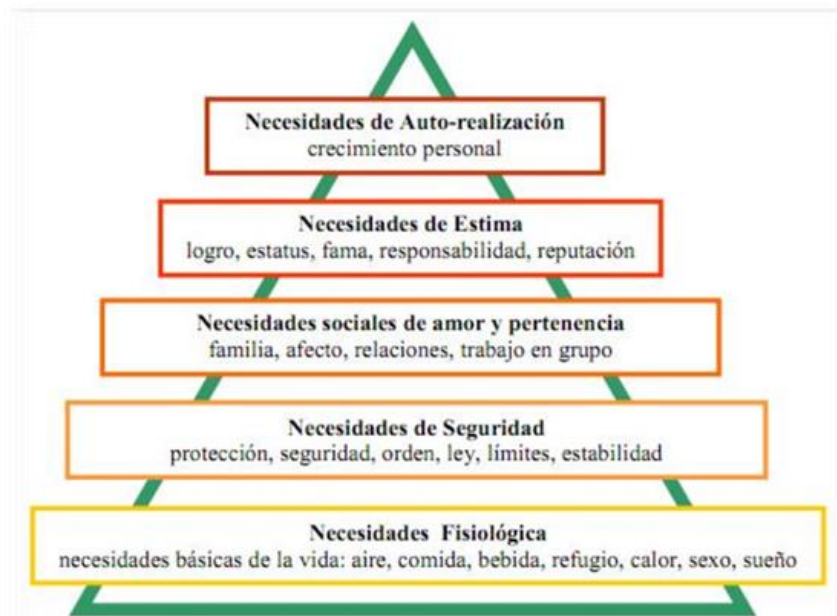 Necesidades de Auto-realización
crecimiento personal
Necesidades de Estima
logro, estatus, fama, responsabilidad, reputación
Necesidades sociales de amor y pertenencia
familia, afecto, relaciones, trabajo en grupo
Necesidades de Seguridad
protección, seguridad, orden, ley, límites, estabilidad
Necesidades Fisiológica
necesidades básicas de la vida: aire, comida, bebida, refugio, calor, sexo, sueño